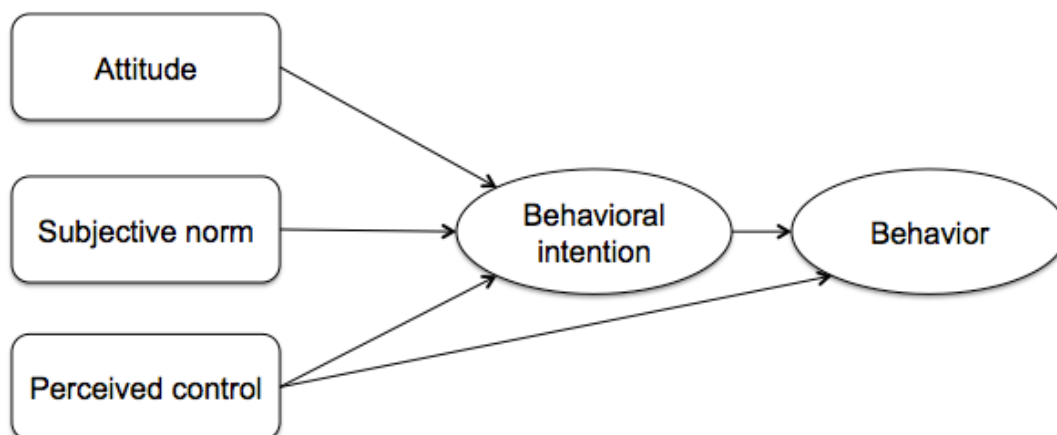 Attitude
Subjective norm
Perceived control
Behavioral
intention
Behavior